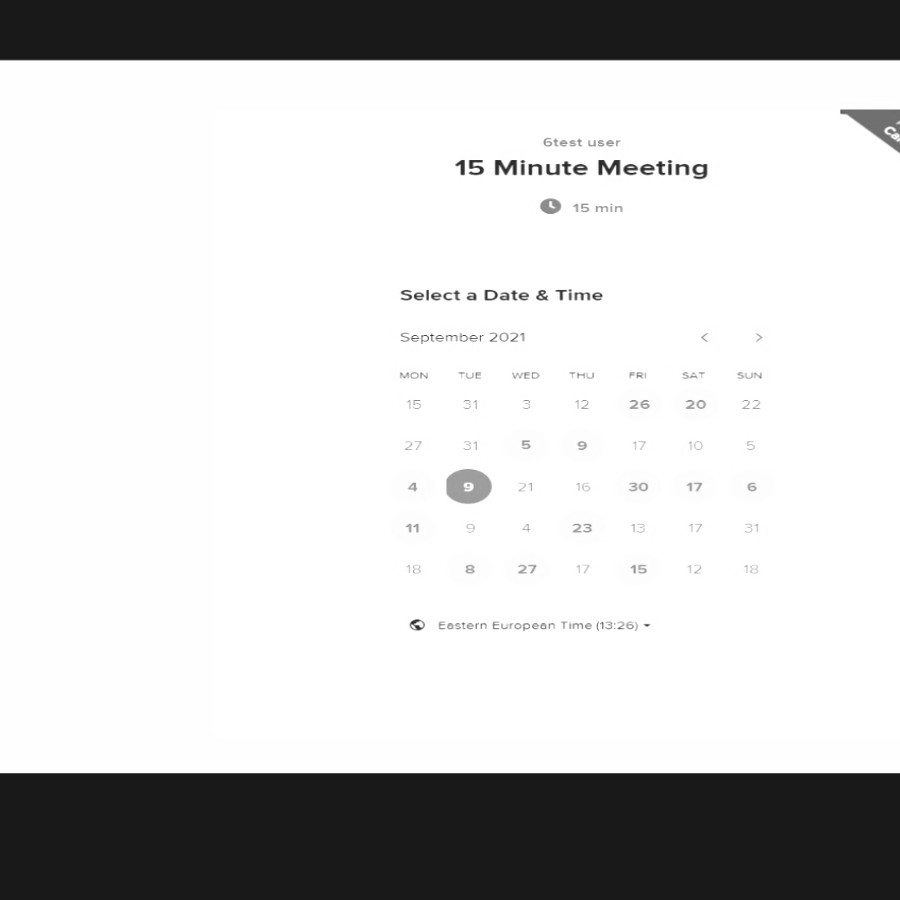 6test user
15 Minute Meeting
15 min
Select a Date & Time
September 2021 < >
MON TUE WED THU FRI SAT SUN
15 31 3 12 26 20 22
27 31 5 9 17 10 5
4 9 21 16 30 17 6
11 9 4 23 13 17 31
18 8 27 17 15 12 18
Eastern European Time (13:26)